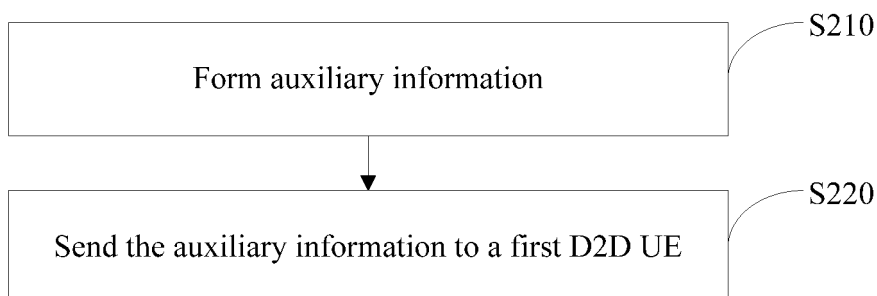 S210
Form auxiliary information
S220
Send the auxiliary information to a first D2D UE